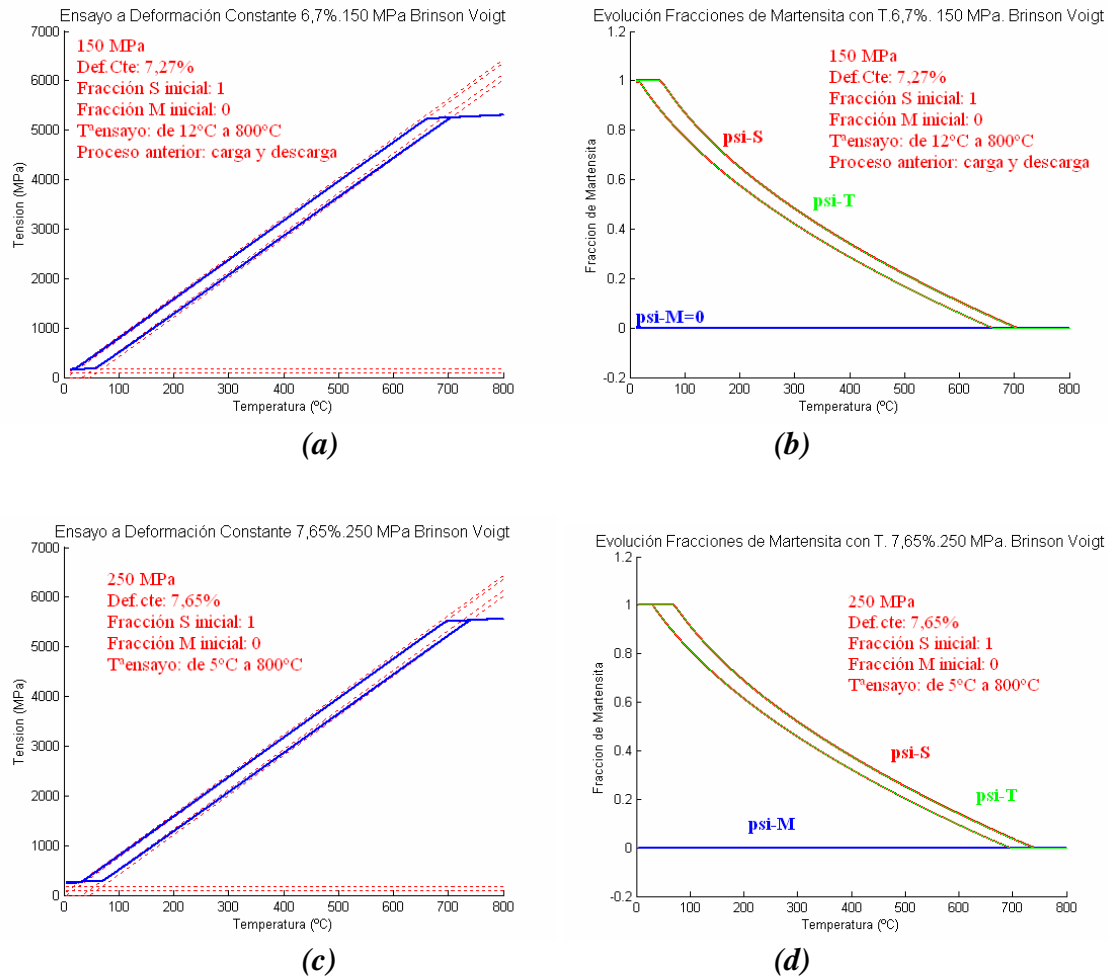 Ensayo a Deformación Constante 6,7%.150 MPa Brinson Voigt
7000
6000
5000
4000
3000
2000
1000
0
Tension (MPa)
150 MPa
Def.Cte: 7,27%
Fracción S inicial: 1
Fracción M inicial: 0
Tªensayo: de 12°C a 800°C
Proceso anterior: carga y descarga
0 100 200 300 400 500 600 700 800
Temperatura (ºC)
(a)
Evolución Fracciones de Martensita con T.6,7%. 150 MPa. Brinson Voigt
1.2
1
0.8
0.6
0.4
0.2
0
-0.2
Fraccion de Martensita
150 MPa
Def.Cte: 7,27%
Fracción S inicial: 1
Fracción M inicial: 0
Tªensayo: de 12°C a 800°C
Proceso anterior: carga y descarga
psi-S
psi-T
psi-M=0
0 100 200 300 400 500 600 700 800
Temperatura (ºC)
(b)
Ensayo a Deformación Constante 7,65%.250 MPa Brinson Voigt
7000
6000
5000
4000
3000
2000
1000
0
Tension (MPa)
250 MPa
Def.cte: 7,65%
Fracción S inicial: 1
Fracción M inicial: 0
Tªensayo: de 5°C a 800°C
0 100 200 300 400 500 600 700 800
Temperatura (ºC)
(c)
Evolución Fracciones de Martensita con T. 7,65%.250 MPa. Brinson Voigt
1.2
1
0.8
0.6
0.4
0.2
0
-0.2
Fraccion de Martensita
250 MPa
Def.cte: 7,65%
Fracción S inicial: 1
Fracción M inicial: 0
Tªensayo: de 5°C a 800°C
psi-S
psi-T
psi-M
0 100 200 300 400 500 600 700 800
Temperatura (ºC)
(d)